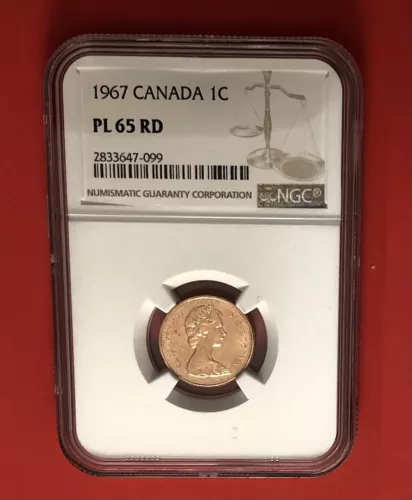 1967 CANADA 1C
PL 65 RD
2833647-099
NUMISMATIC GUARANTY CORPORATION
NGC®